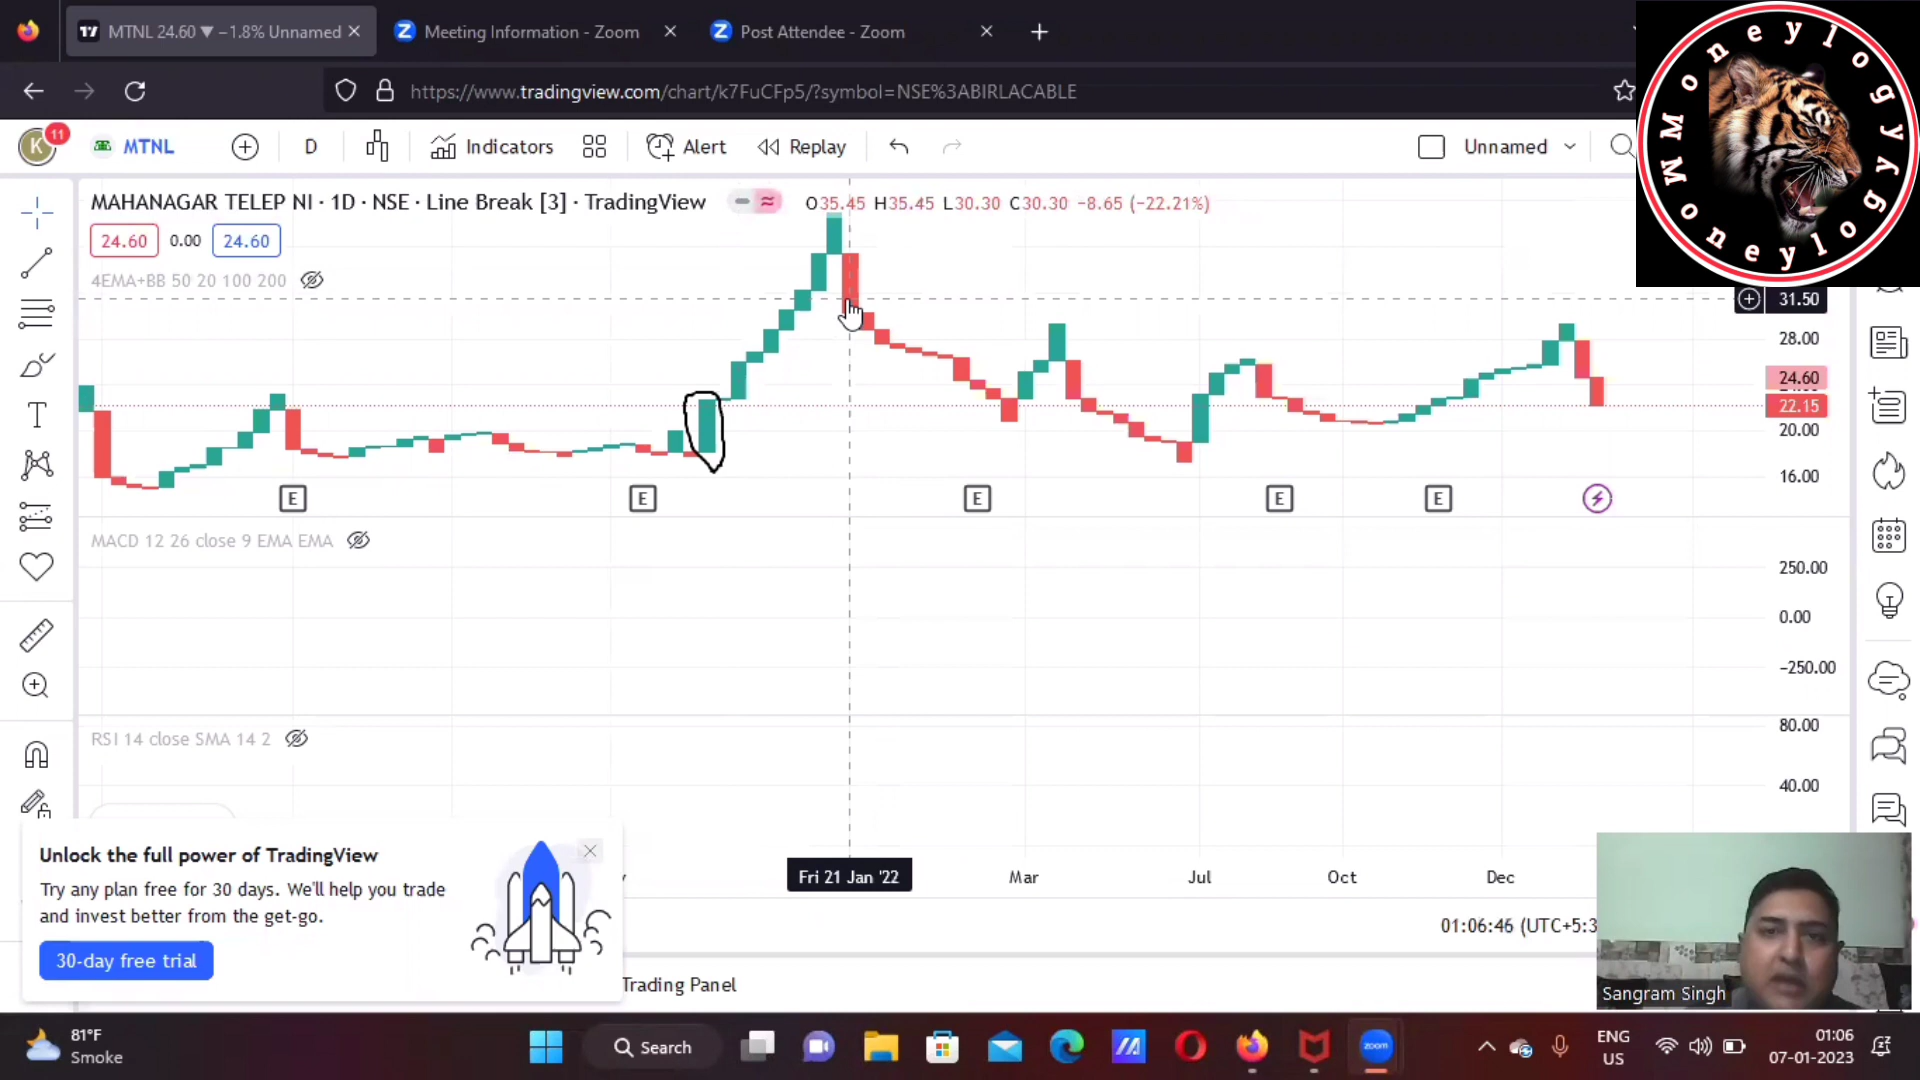 MTNL 24.60 ▼ −1.8% Unnamed
Meeting Information - Zoom
Post Attendee - Zoom
https://www.tradingview.com/chart/k7FuCFp5/?symbol=NSE%3ABIRLACABLE
K 11 MTNL D Indicators Alert Replay Unnamed
MAHANAGAR TELEP NI · 1D · NSE · Line Break [3] · TradingView O35.45 H35.45 L30.30 C30.30 −8.65 (−22.21%)
24.60 0.00 24.60
4EMA+BB 50 20 100 200
31.50
28.00
24.60
22.15
20.00
16.00
E E E E E
MACD 12 26 close 9 EMA EMA
250.00
0.00
−250.00
RSI 14 close SMA 14 2
80.00
40.00
Unlock the full power of TradingView
Try any plan free for 30 days. We'll help you trade
and invest better from the get-go.
30-day free trial
Fri 21 Jan '22 Mar Jul Oct Dec
01:06:46 (UTC+5:3
Trading Panel
Sangram Singh
Moneylogyy
WMoneylogyy
81°F
Smoke
Search
zoom
ENG
US
01:06
07-01-2023